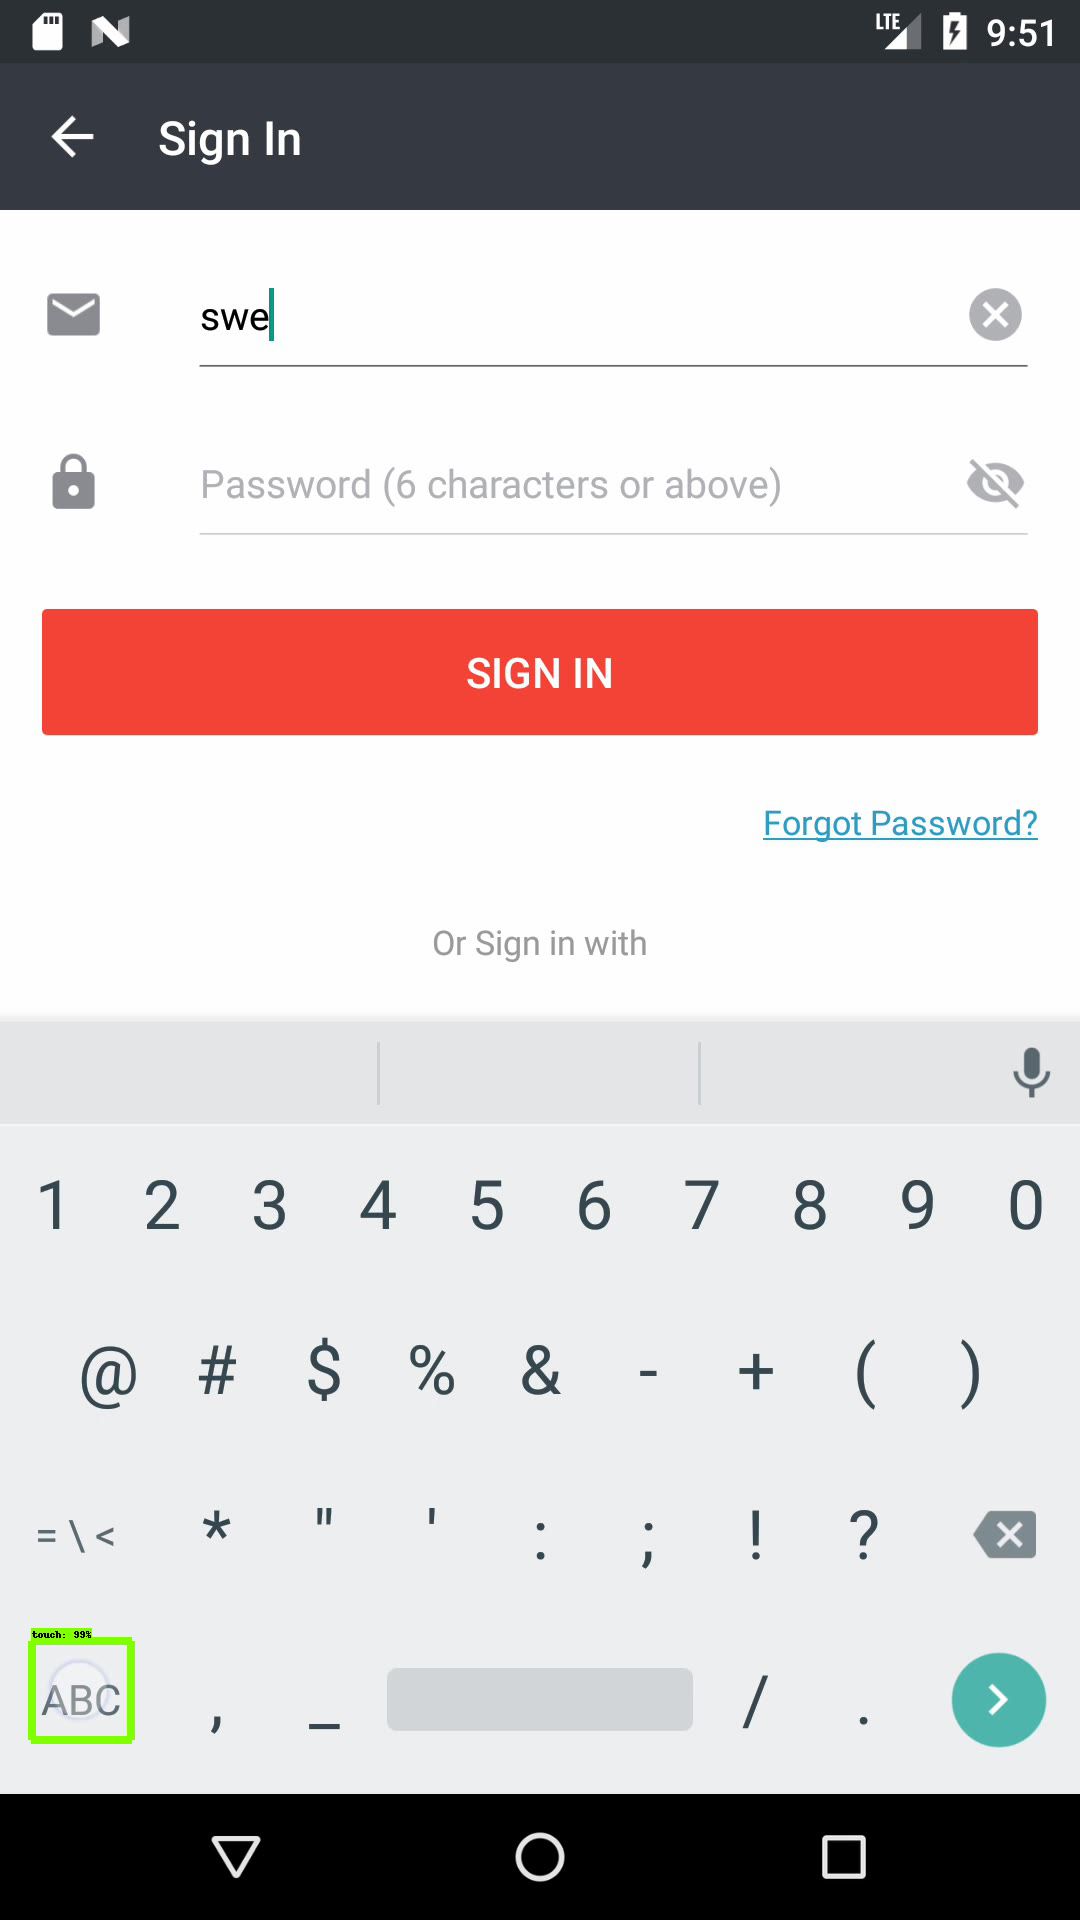 LTE 9:51
Sign In
swe
Password (6 characters or above)
SIGN IN
Forgot Password?
Or Sign in with
1 2 3 4 5 6 7 8 9 0
@ # $ % & - + ( )
= \ < * " ' : ; ! ?
touch: 99%
ABC , _ / .